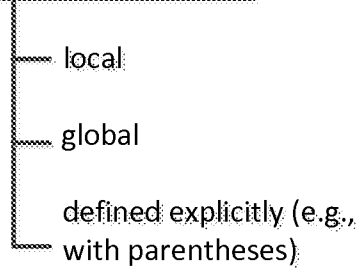 local
global
defined explicitly (e.g.,
with parentheses)